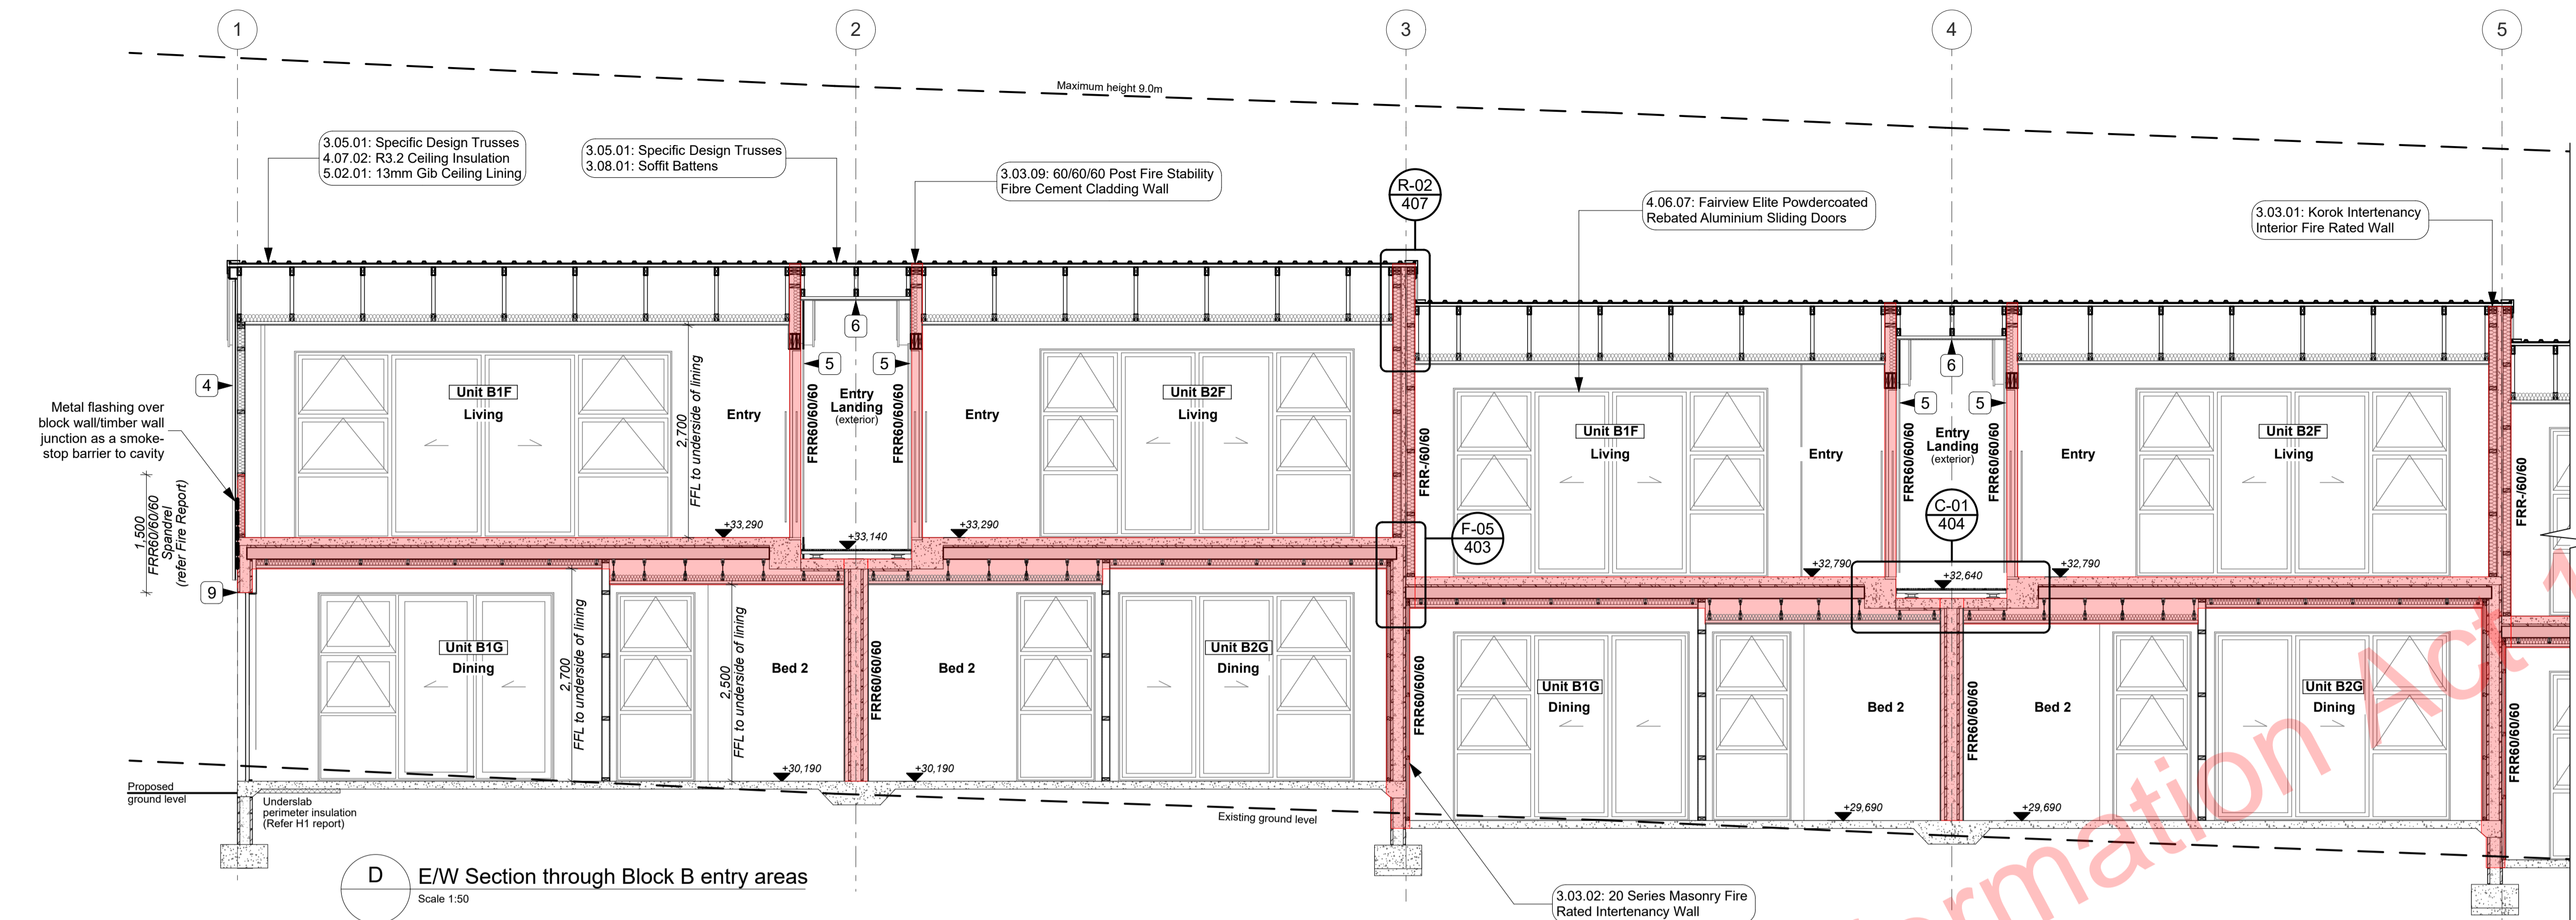 1
2
3
4
5
Maximum height 9.0m
3.05.01: Specific Design Trusses
4.07.02: R3.2 Ceiling Insulation
5.02.01: 13mm Gib Ceiling Lining
3.05.01: Specific Design Trusses
3.08.01: Soffit Battens
3.03.09: 60/60/60 Post Fire Stability
Fibre Cement Cladding Wall
R-02
407
4.06.07: Fairview Elite Powdercoated
Rebated Aluminium Sliding Doors
3.03.01: Korok Intertenancy
Interior Fire Rated Wall
4
Metal flashing over
block wall/timber wall
junction as a smoke-
stop barrier to cavity
1,500
FRR60/60/60
Spandrel
(refer Fire Report)
9
Unit B1F
Living
2,700
FFL to underside of lining
Entry
+33,290
FRR60/60/60
6
5
5
Entry
Landing
(exterior)
FRR60/60/60
+33,140
Entry
+33,290
Unit B2F
Living
FRR-/60/60
F-05
403
Unit B1F
Living
Entry
+32,790
FRR60/60/60
6
5
5
Entry
Landing
(exterior)
FRR60/60/60
C-01
404
+32,640
Entry
+32,790
Unit B2F
Living
FRR-/60/60
Unit B1G
Dining
2,700
FFL to underside of lining
2,500
FFL to underside of lining
Bed 2
+30,190
FRR60/60/60
Bed 2
+30,190
Unit B2G
Dining
FRR60/60/60
Unit B1G
Dining
Bed 2
+29,690
FRR60/60/60
Bed 2
+29,690
Unit B2G
Dining
FRR60/60/60
Proposed
ground level
Underslab
perimeter insulation
(Refer H1 report)
Existing ground level
D
E/W Section through Block B entry areas
Scale 1:50
3.03.02: 20 Series Masonry Fire
Rated Intertenancy Wall
Act